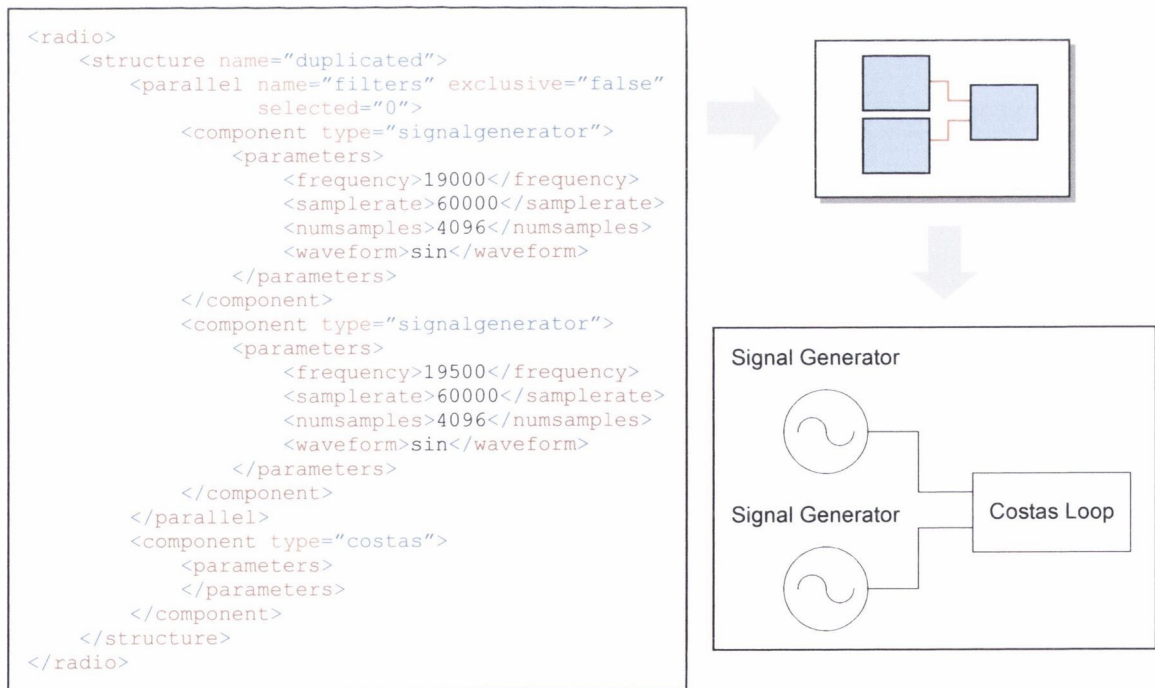 <radio>
<structure name="duplicated">
<parallel name="filters" exclusive="false"
selected="0">
<component type="signalgenerator">
<parameters>
<frequency>19000</frequency>
<samplerate>60000</samplerate>
<numsamples>4096</numsamples>
<waveform>sin</waveform>
</parameters>
</component>
<component type="signalgenerator">
<parameters>
<frequency>19500</frequency>
<samplerate>60000</samplerate>
<numsamples>4096</numsamples>
<waveform>sin</waveform>
</parameters>
</component>
</parallel>
<component type="costas">
<parameters>
</parameters>
</component>
</structure>
</radio>
Signal Generator
Signal Generator
Costas Loop